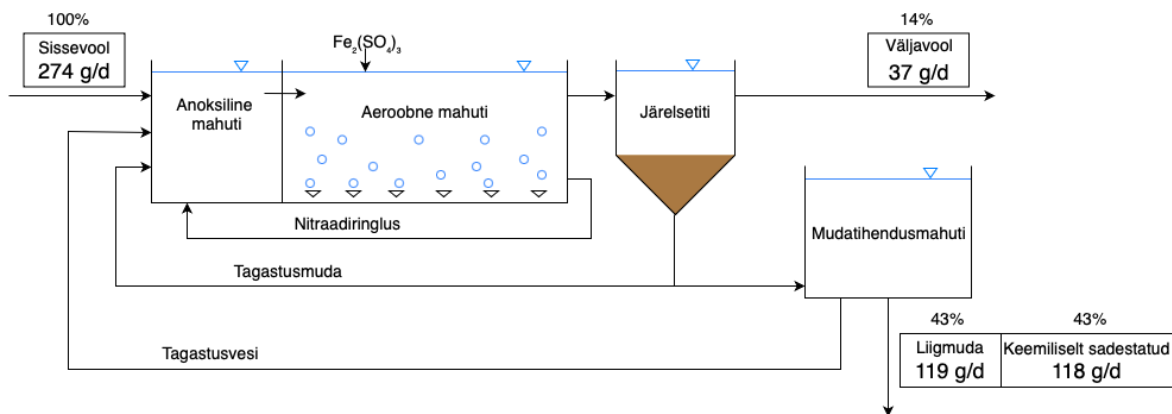 100%
Sissevool
274 g/d
Fe₂(SO₄)₃
14%
Väljavool
37 g/d
Anoksiline
mahuti
Aeroobne mahuti
Järelsetiti
Nitraadiringlus
Mudatihendusmahuti
Tagastusmuda
Tagastusvesi
43%
43%
Liigmuda
119 g/d
Keemiliselt sadestatud
118 g/d